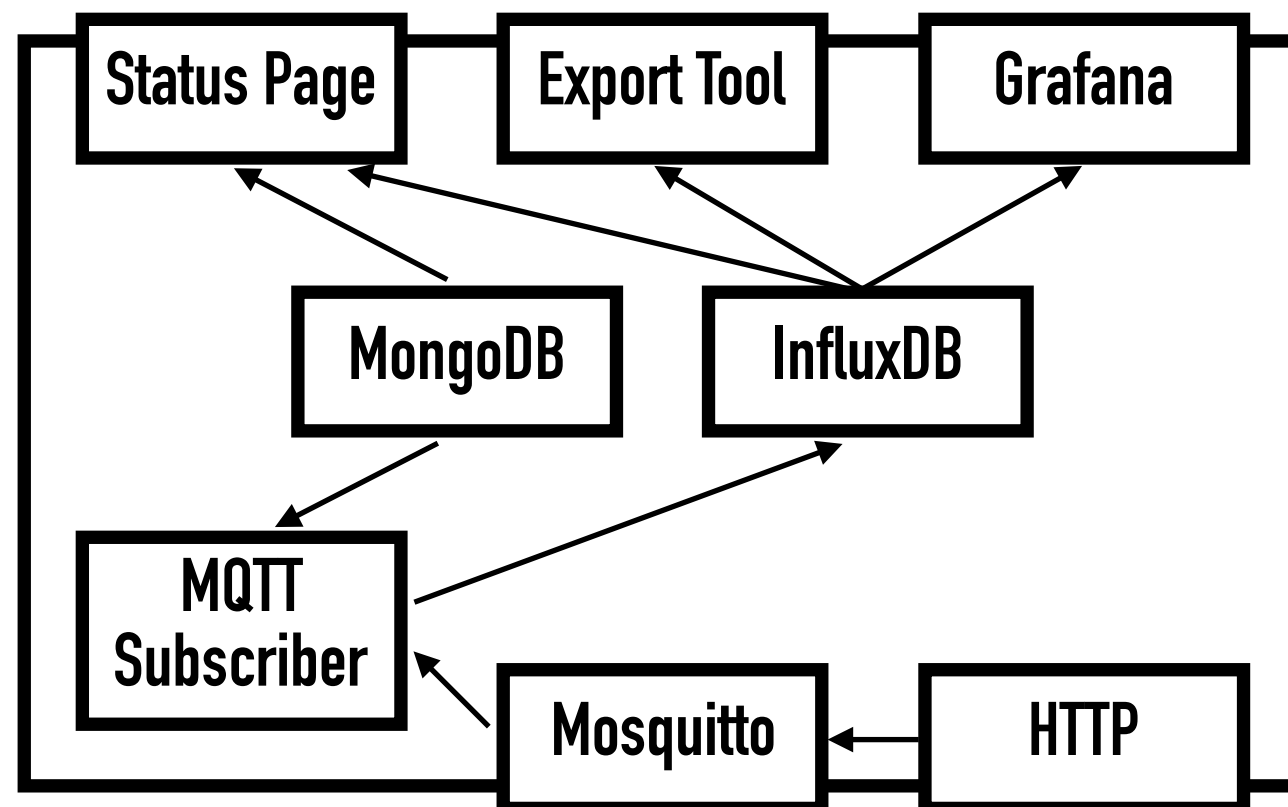 Status Page
Export Tool
Grafana
MongoDB
InfluxDB
MQTT
Subscriber
Mosquitto
HTTP